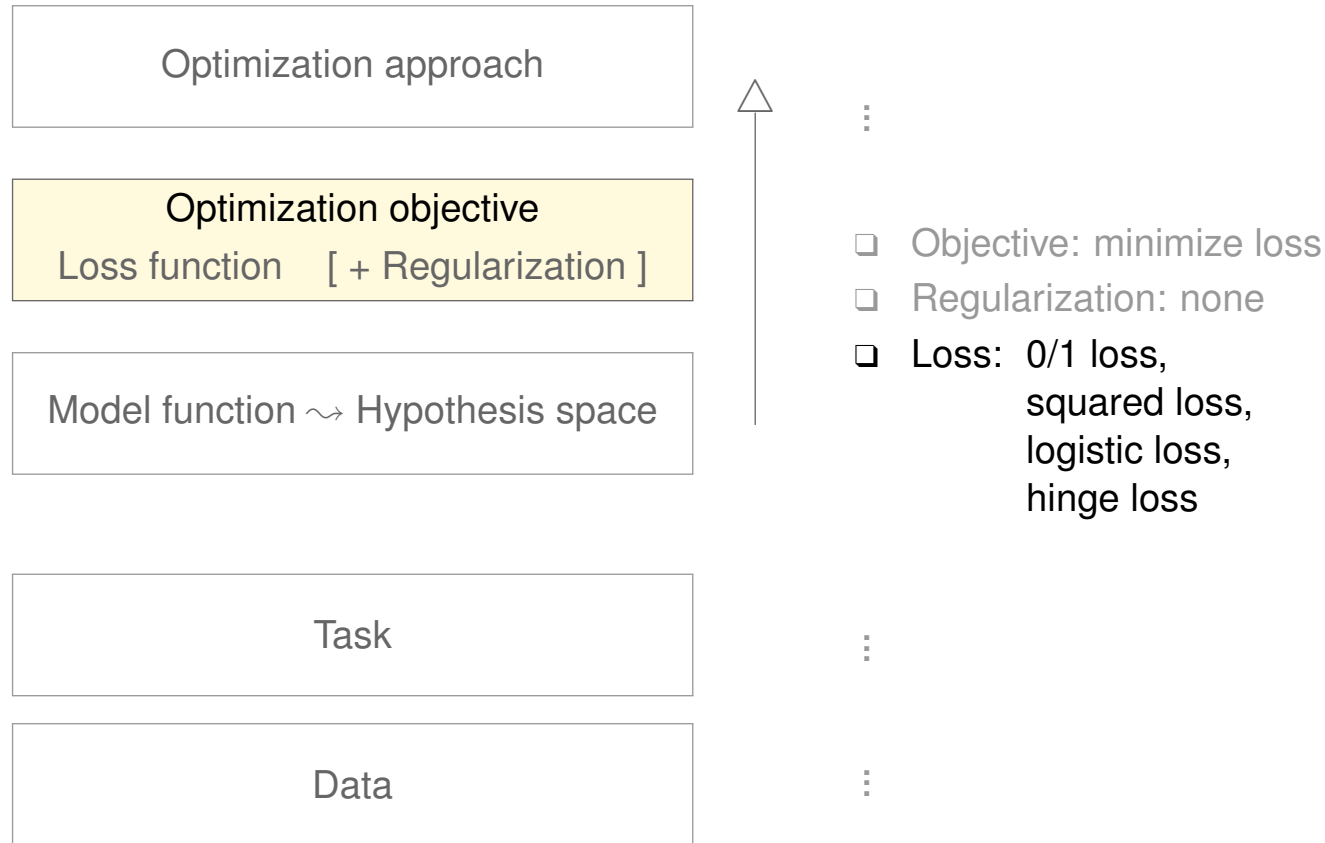 Optimization approach
Optimization objective
Loss function [ + Regularization ]
Model function ⤳ Hypothesis space
Task
Data
⋮
❑ Objective: minimize loss
❑ Regularization: none
❑ Loss: 0/1 loss,
squared loss,
logistic loss,
hinge loss
⋮
⋮